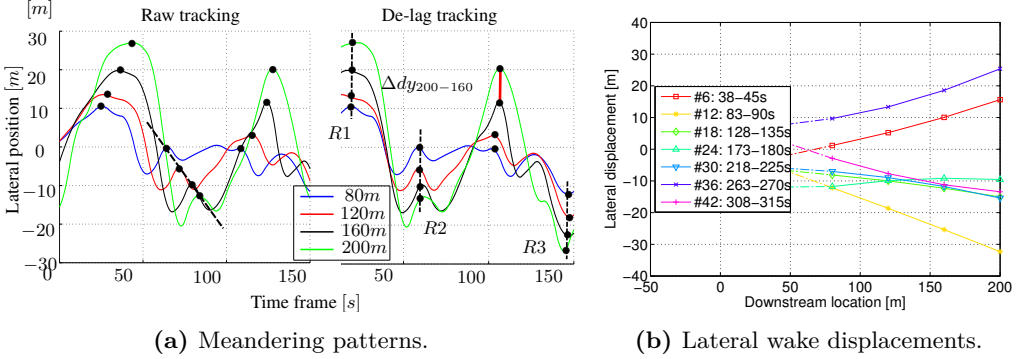 [m]
Raw tracking
De-lag tracking
30
20
10
0
−10
−20
−30
Lateral position [m]
0
50
100
150
50
100
150
Time frame [s]
Δdy200−160
R1
R2
R3
80m
120m
160m
200m
(a) Meandering patterns.
40
30
20
10
0
−10
−20
−30
−40
Lateral displacement [m]
#6: 38−45s
#12: 83−90s
#18: 128−135s
#24: 173−180s
#30: 218−225s
#36: 263−270s
#42: 308−315s
−50
0
50
100
150
200
Downstream location [m]
(b) Lateral wake displacements.